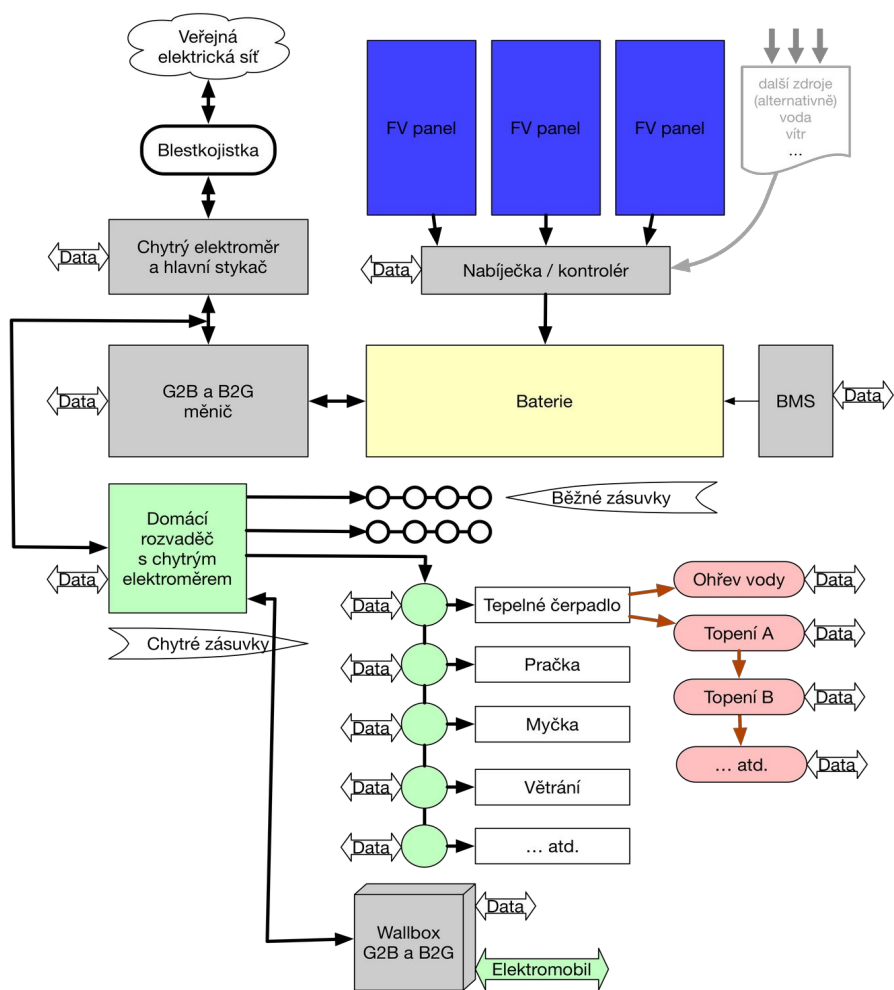 Veřejná
elektrická síť
Blestkojistka
FV panel
FV panel
FV panel
další zdroje
(alternativně)
voda
vítr
...
Data
Chytrý elektroměr
a hlavní stykač
Data
Nabíječka / kontrolér
Data
G2B a B2G
měnič
Baterie
BMS
Data
Domácí
rozvaděč
s chytrým
elektroměrem
Data
Běžné zásuvky
Chytré zásuvky
Data
Tepelné čerpadlo
Ohřev vody
Data
Topení A
Data
Data
Pračka
Topení B
Data
Data
Myčka
... atd.
Data
Data
Větrání
Data
... atd.
Wallbox
G2B a B2G
Data
Elektromobil